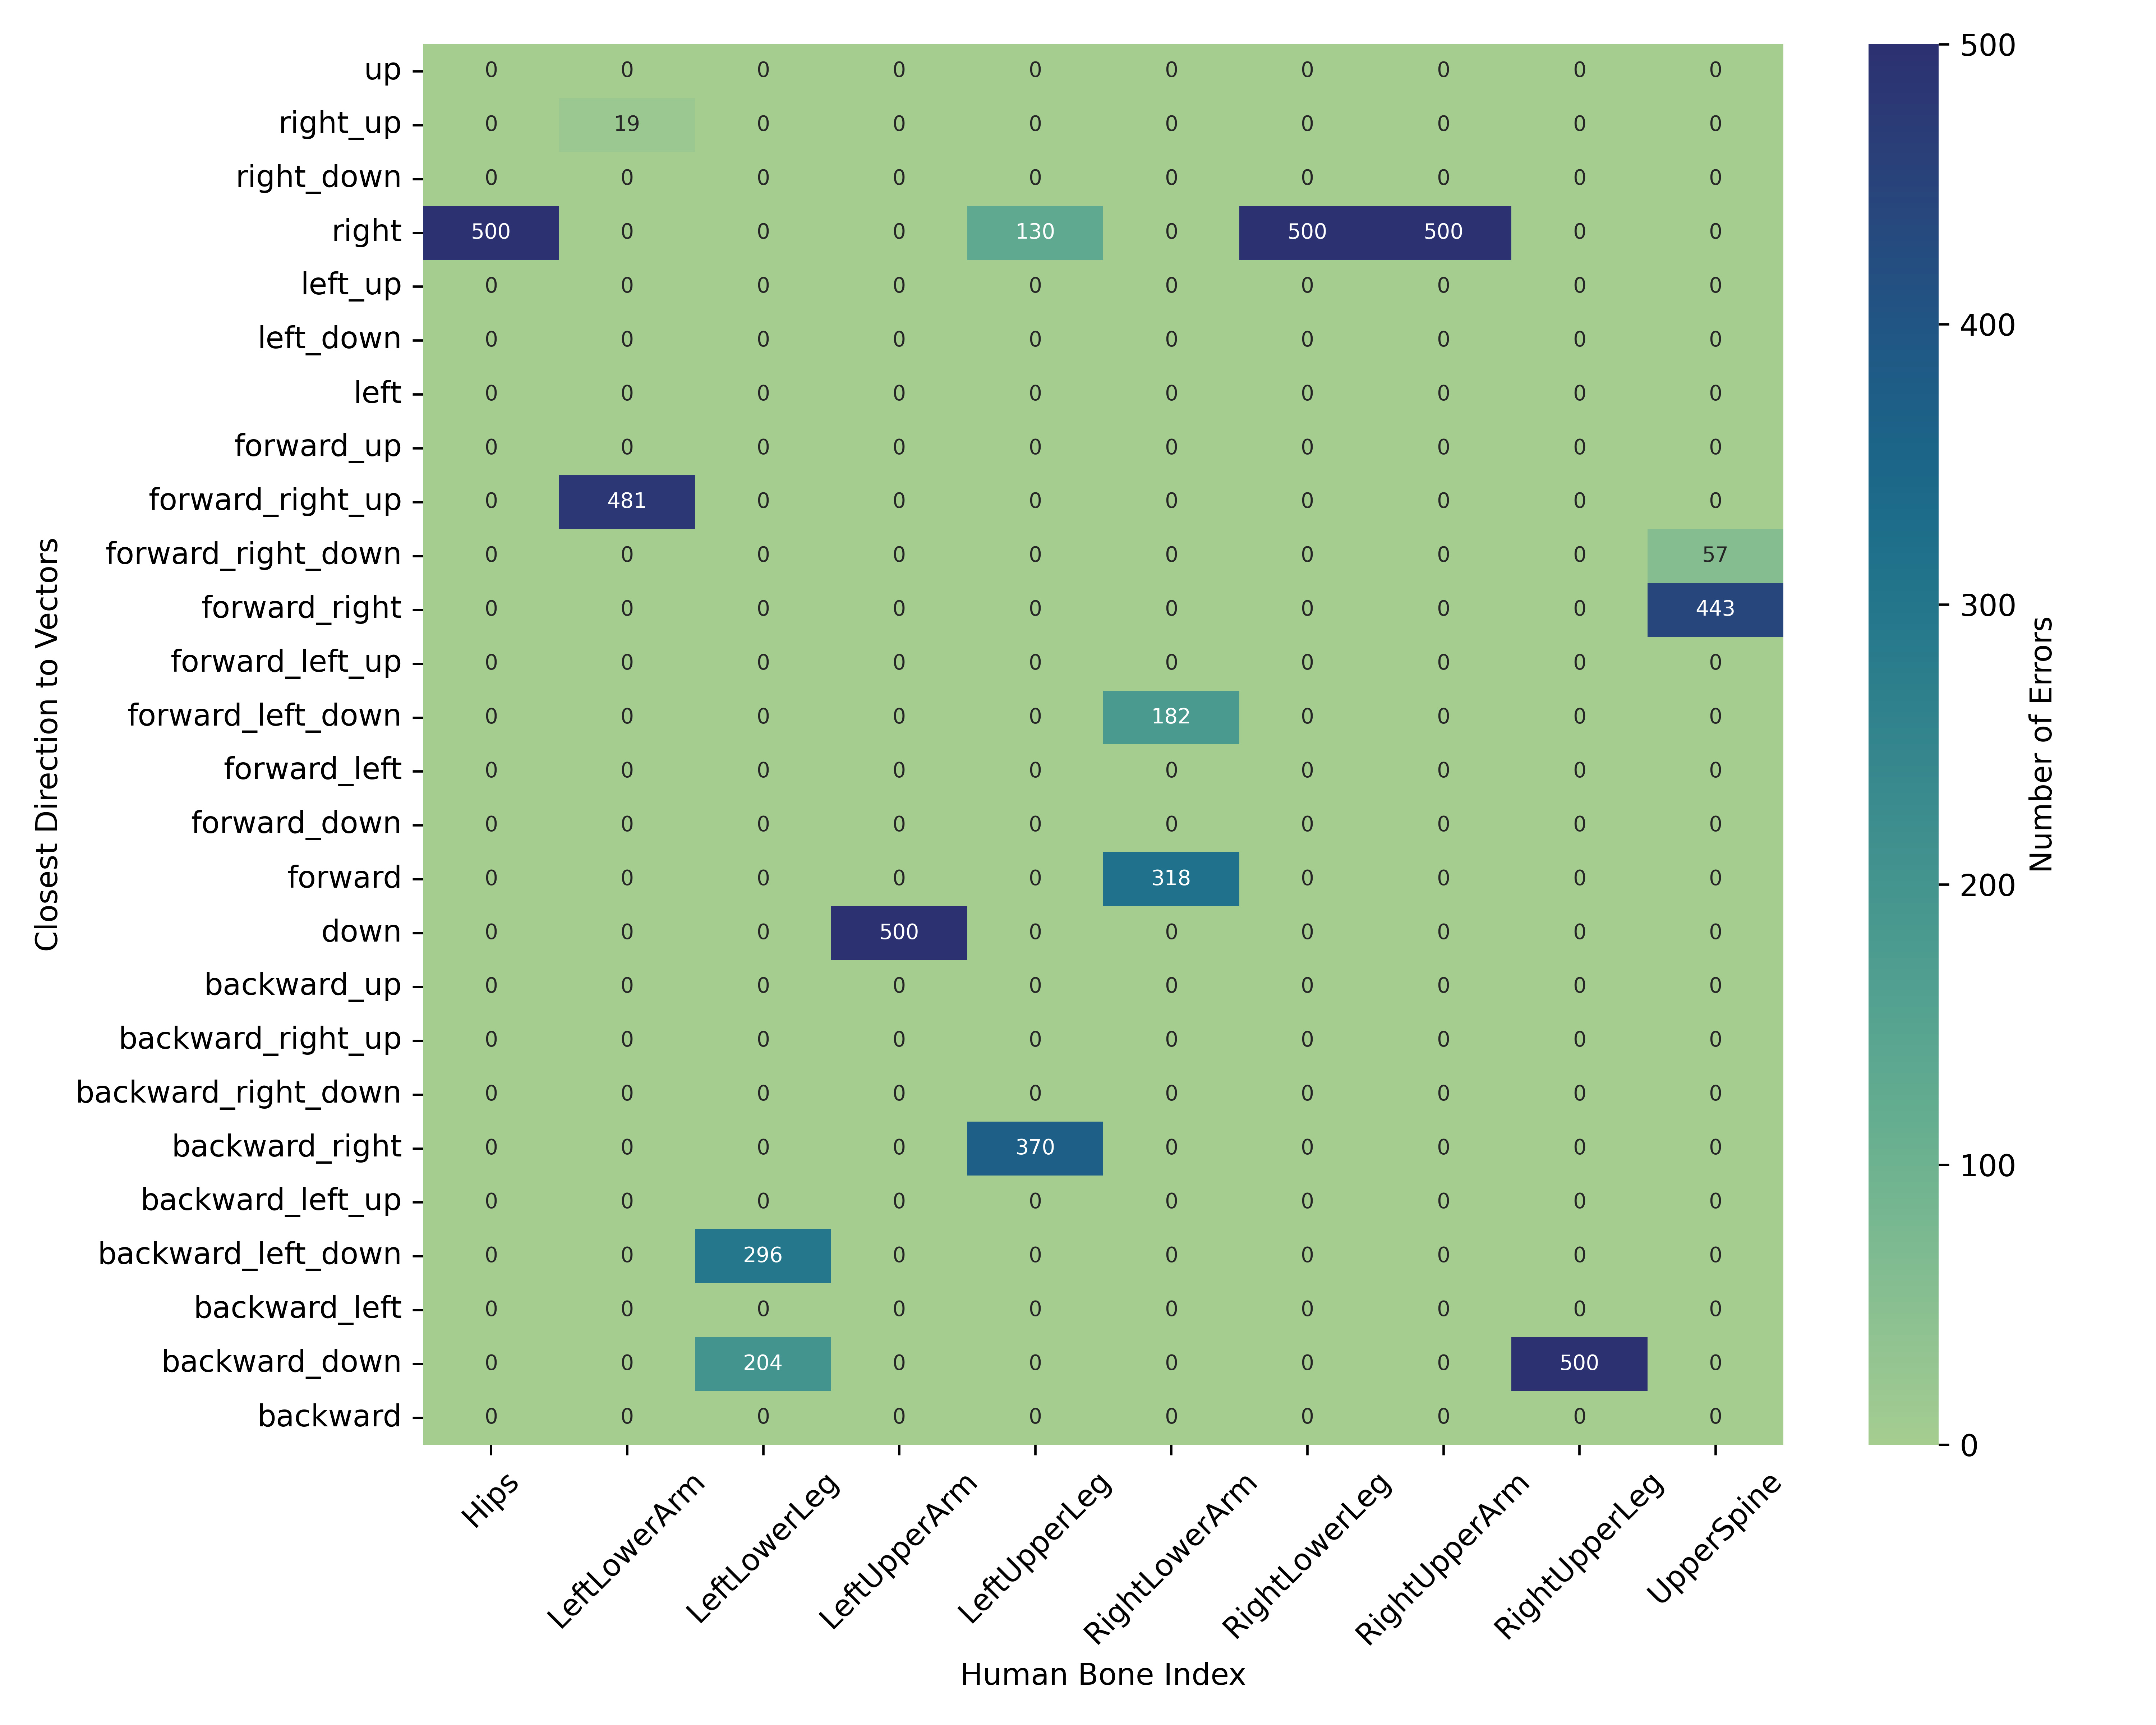 up 0 0 0 0 0 0 0 0 0 0 500
right_up 0 19 0 0 0 0 0 0 0 0
right_down 0 0 0 0 0 0 0 0 0 0
right 500 0 0 0 130 0 500 500 0 0
left_up 0 0 0 0 0 0 0 0 0 0
left_down 0 0 0 0 0 0 0 0 0 0 400
left 0 0 0 0 0 0 0 0 0 0
forward_up 0 0 0 0 0 0 0 0 0 0
forward_right_up 0 481 0 0 0 0 0 0 0 0
forward_right_down 0 0 0 0 0 0 0 0 0 57
forward_right 0 0 0 0 0 0 0 0 0 443 300
forward_left_up 0 0 0 0 0 0 0 0 0 0
forward_left_down 0 0 0 0 0 182 0 0 0 0
forward_left 0 0 0 0 0 0 0 0 0 0
forward_down 0 0 0 0 0 0 0 0 0 0
forward 0 0 0 0 0 318 0 0 0 0 200
down 0 0 0 500 0 0 0 0 0 0
backward_up 0 0 0 0 0 0 0 0 0 0
backward_right_up 0 0 0 0 0 0 0 0 0 0
backward_right_down 0 0 0 0 0 0 0 0 0 0
backward_right 0 0 0 0 370 0 0 0 0 0 100
backward_left_up 0 0 0 0 0 0 0 0 0 0
backward_left_down 0 0 296 0 0 0 0 0 0 0
backward_left 0 0 0 0 0 0 0 0 0 0
backward_down 0 0 204 0 0 0 0 0 500 0
backward 0 0 0 0 0 0 0 0 0 0 0
Closest Direction to Vectors
Number of Errors
Hips LeftLowerArm LeftLowerLeg LeftUpperArm LeftUpperLeg RightLowerArm RightLowerLeg RightUpperArm RightUpperLeg UpperSpine
Human Bone Index